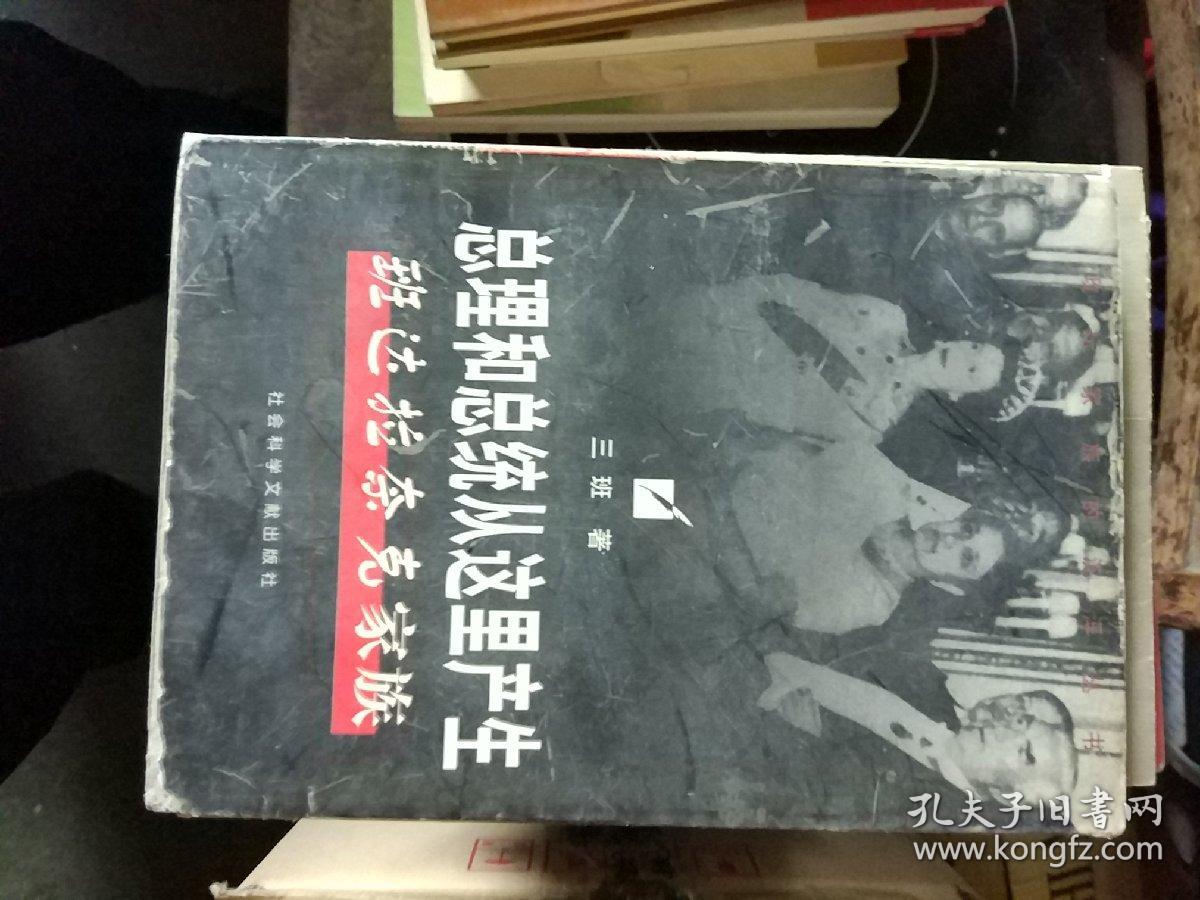 总理和总统从这里产生
班达拉奈克家族
三班 著
社会科学文献出版社
孔夫子旧书网
www.kongfz.com